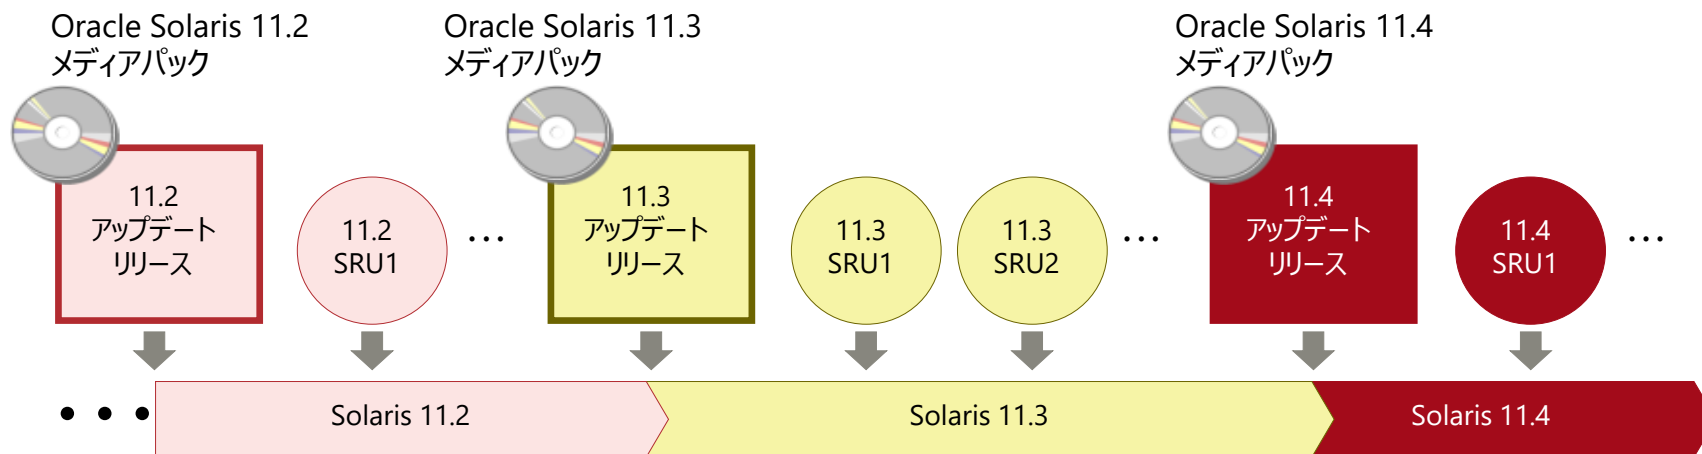 Oracle Solaris 11.2
メディアパック
Oracle Solaris 11.3
メディアパック
Oracle Solaris 11.4
メディアパック
11.2
アップデート
リリース
11.2
SRU1
…
11.3
アップデート
リリース
11.3
SRU1
11.3
SRU2
…
11.4
アップデート
リリース
11.4
SRU1
…
・・・
Solaris 11.2
Solaris 11.3
Solaris 11.4